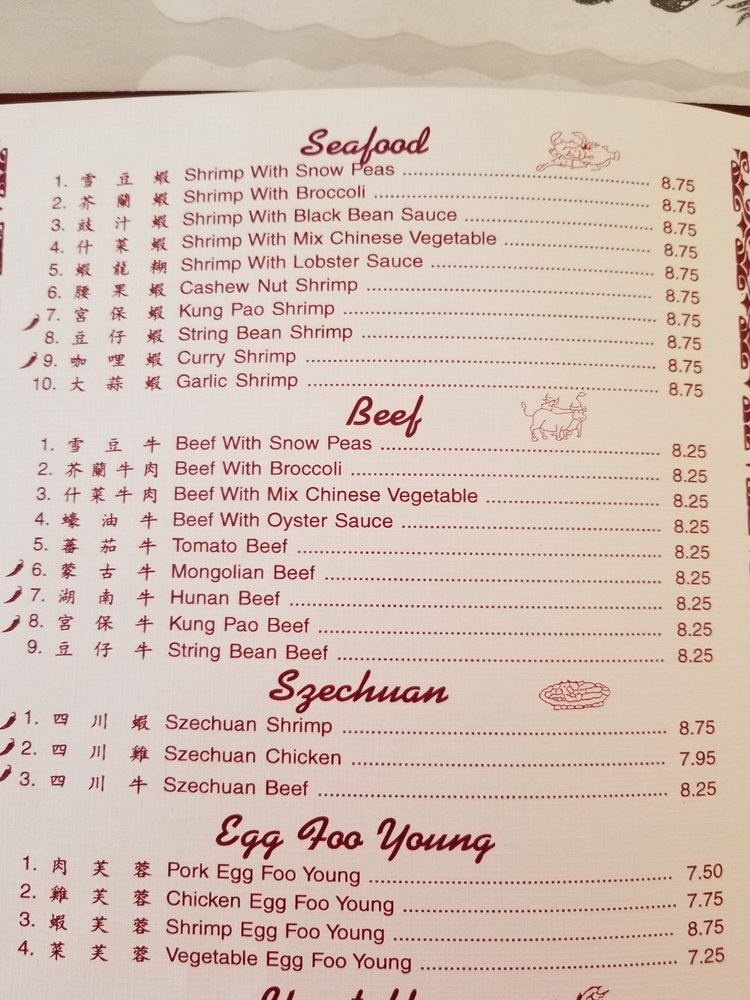 Seafood
1. 雪豆蝦 Shrimp With Snow Peas 8.75
2. 芥蘭蝦 Shrimp With Broccoli 8.75
3. 豉汁蝦 Shrimp With Black Bean Sauce 8.75
4. 什菜蝦 Shrimp With Mix Chinese Vegetable 8.75
5. 蝦龍糊 Shrimp With Lobster Sauce 8.75
6. 腰果蝦 Cashew Nut Shrimp 8.75
7. 宮保蝦 Kung Pao Shrimp 8.75
8. 豆仔蝦 String Bean Shrimp 8.75
9. 咖哩蝦 Curry Shrimp 8.75
10. 大蒜蝦 Garlic Shrimp 8.75
Beef
1. 雪豆牛 Beef With Snow Peas 8.25
2. 芥蘭牛肉 Beef With Broccoli 8.25
3. 什菜牛肉 Beef With Mix Chinese Vegetable 8.25
4. 蠔油牛 Beef With Oyster Sauce 8.25
5. 蕃茄牛 Tomato Beef 8.25
6. 蒙古牛 Mongolian Beef 8.25
7. 湖南牛 Hunan Beef 8.25
8. 宮保牛 Kung Pao Beef 8.25
9. 豆仔牛 String Bean Beef 8.25
Szechuan
1. 四川蝦 Szechuan Shrimp 8.75
2. 四川雞 Szechuan Chicken 7.95
3. 四川牛 Szechuan Beef 8.25
Egg Foo Young
1. 肉芙蓉 Pork Egg Foo Young 7.50
2. 雞芙蓉 Chicken Egg Foo Young 7.75
3. 蝦芙蓉 Shrimp Egg Foo Young 8.75
4. 菜芙蓉 Vegetable Egg Foo Young 7.25